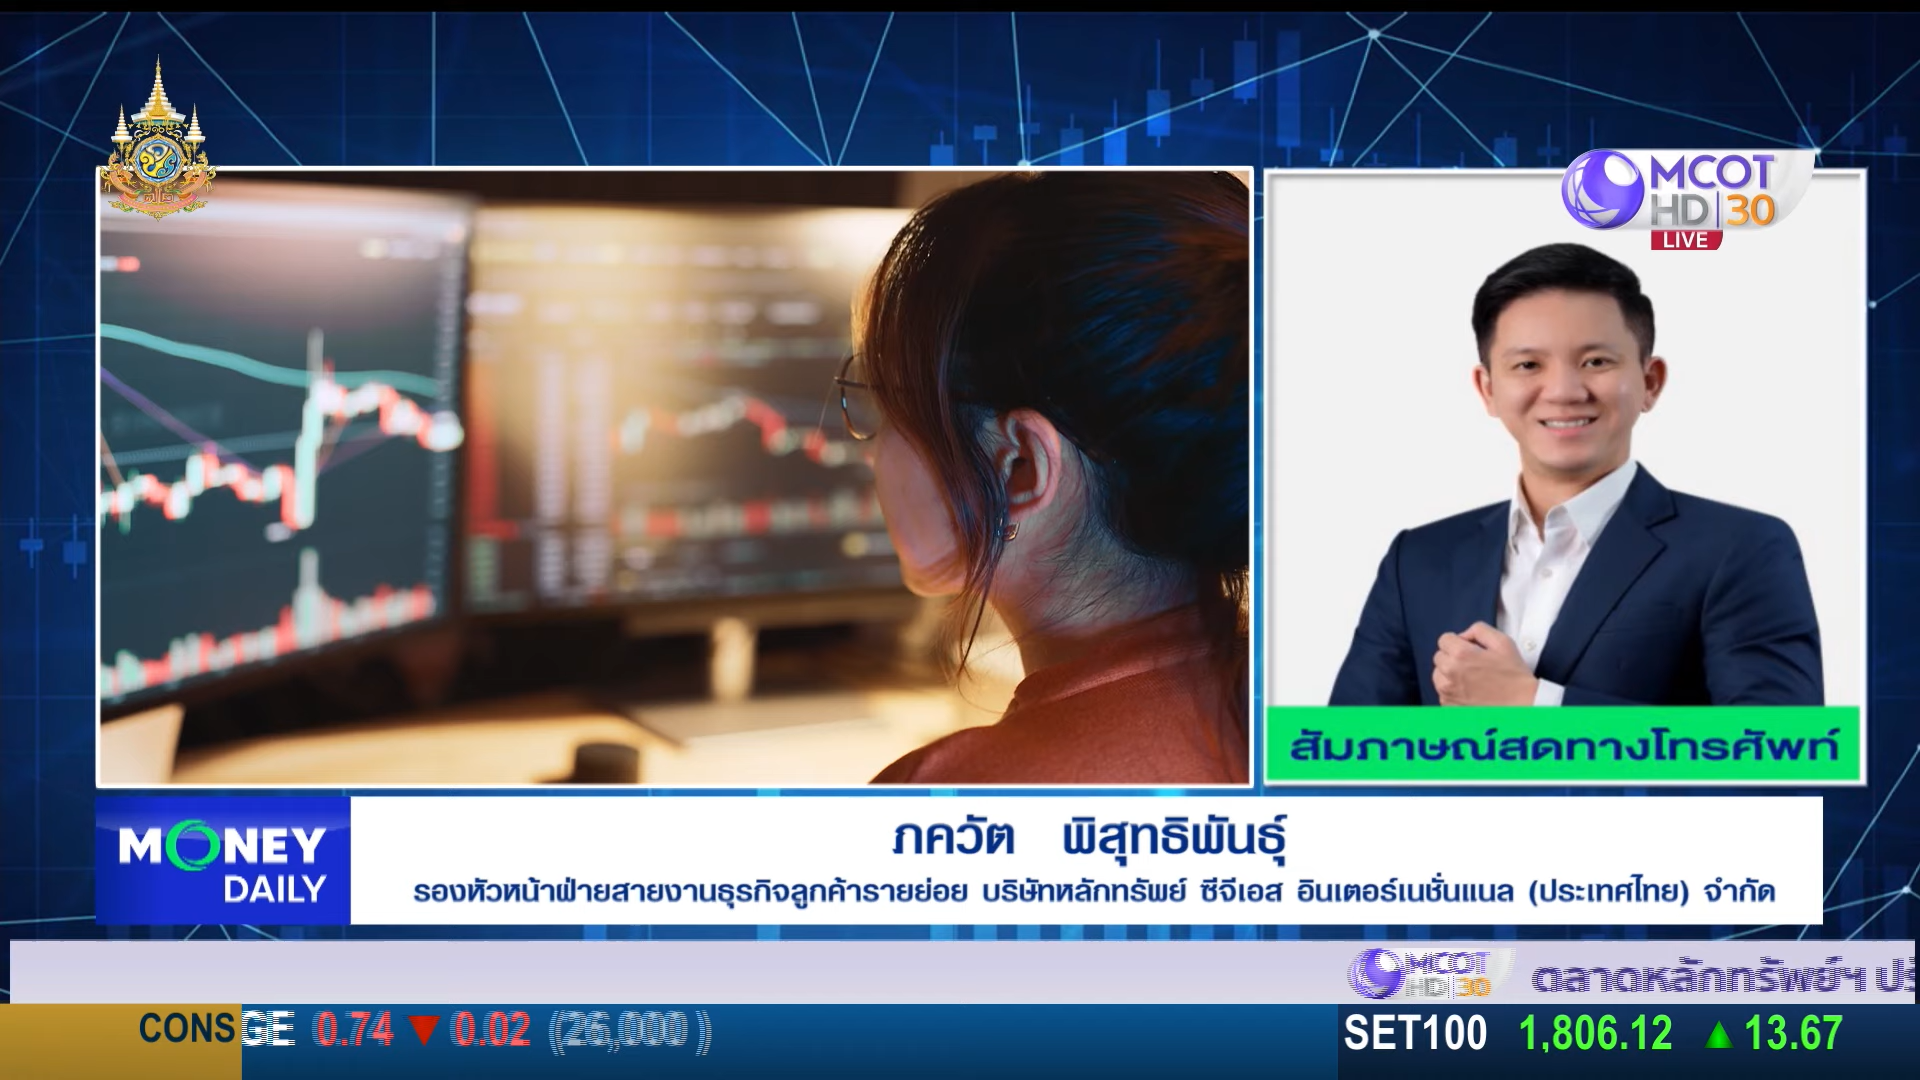 MCOT
HD 30
LIVE
สัมภาษณ์สดทางโทรศัพท์
MONEY
DAILY
ภควัต พิสุทธิพันธุ์
รองหัวหน้าฝ่ายสายงานธุรกิจลูกค้ารายย่อย บริษัทหลักทรัพย์ ซีจีเอส อินเตอร์เนชั่นแนล (ประเทศไทย) จำกัด
MCOT
HD 30
ตลาดหลักทรัพย์ฯ
CONS GE 0.74 ▼ 0.02 (26,000) SET100 1,806.12 ▲ 13.67